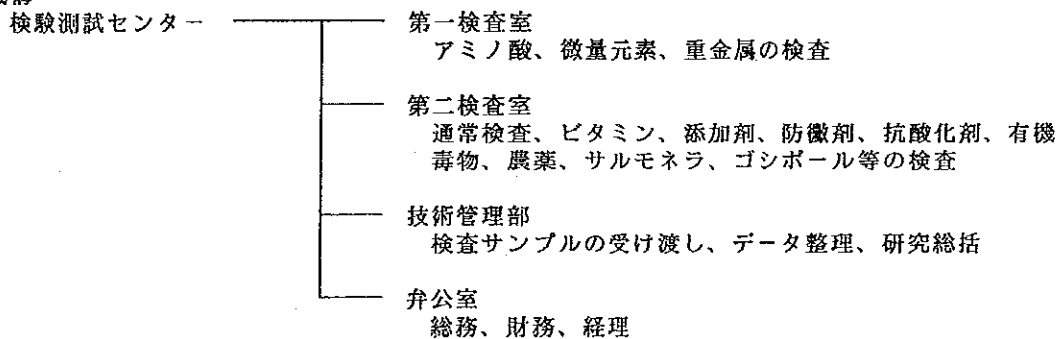 検験測試センター
第一検査室
アミノ酸、微量元素、重金属の検査
第二検査室
通常検査、ビタミン、添加剤、防黴剤、抗酸化剤、有機
毒物、農薬、サルモネラ、ゴシポール等の検査
技術管理部
検査サンプルの受け渡し、データ整理、研究総括
弁公室
総務、財務、経理